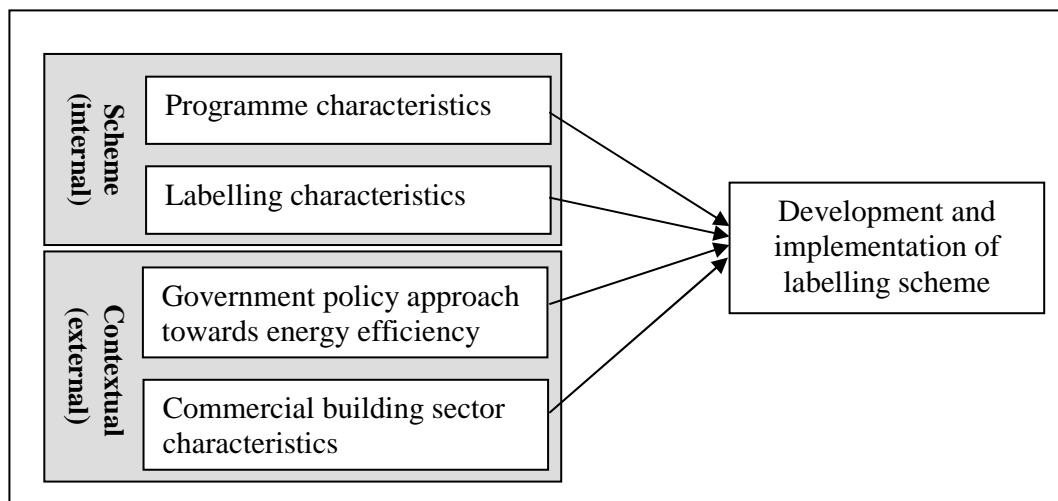 Scheme
(internal)
Programme characteristics
Labelling characteristics
Contextual
(external)
Government policy approach
towards energy efficiency
Commercial building sector
characteristics
Development and
implementation of
labelling scheme